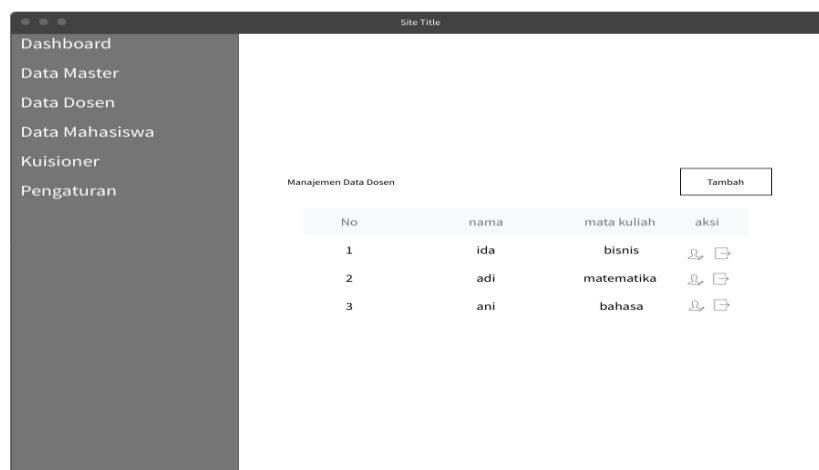 Site Title
Dashboard
Data Master
Data Dosen
Data Mahasiswa
Kuisioner
Pengaturan
Manajemen Data Dosen
Tambah
No nama mata kuliah aksi
1 ida bisnis
2 adi matematika
3 ani bahasa